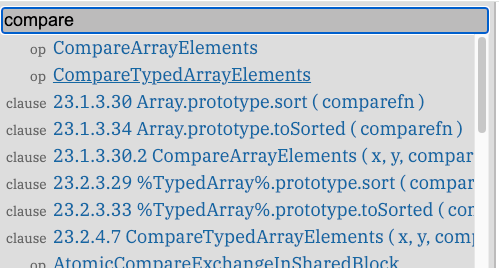 compare
op CompareArrayElements
op CompareTypedArrayElements
clause 23.1.3.30 Array.prototype.sort ( comparefn )
clause 23.1.3.34 Array.prototype.toSorted ( comparefn )
clause 23.1.3.30.2 CompareArrayElements ( x, y, compar
clause 23.2.3.29 %TypedArray%.prototype.sort ( compar
clause 23.2.3.33 %TypedArray%.prototype.toSorted ( con
clause 23.2.4.7 CompareTypedArrayElements ( x, y, comp
op AtomicCompareExchangeInSharedBlock